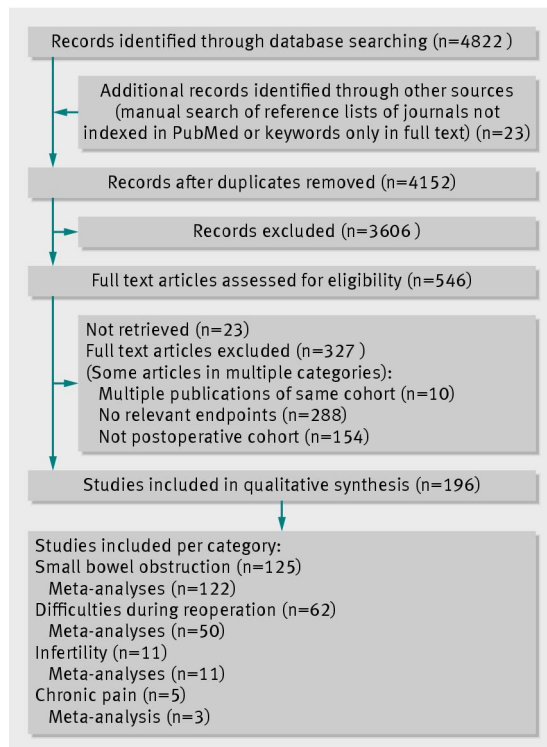 Records identified through database searching (n=4822 )
Additional records identified through other sources
(manual search of reference lists of journals not
indexed in PubMed or keywords only in full text) (n=23)
Records after duplicates removed (n=4152)
Records excluded (n=3606 )
Full text articles assessed for eligibility (n=546)
Not retrieved (n=23)
Full text articles excluded (n=327 )
(Some articles in multiple categories):
Multiple publications of same cohort (n=10)
No relevant endpoints (n=288)
Not postoperative cohort (n=154)
Studies included in qualitative synthesis (n=196)
Studies included per category:
Small bowel obstruction (n=125)
Meta-analyses (n=122)
Difficulties during reoperation (n=62)
Meta-analyses (n=50)
Infertility (n=11)
Meta-analyses (n=11)
Chronic pain (n=5)
Meta-analysis (n=3)